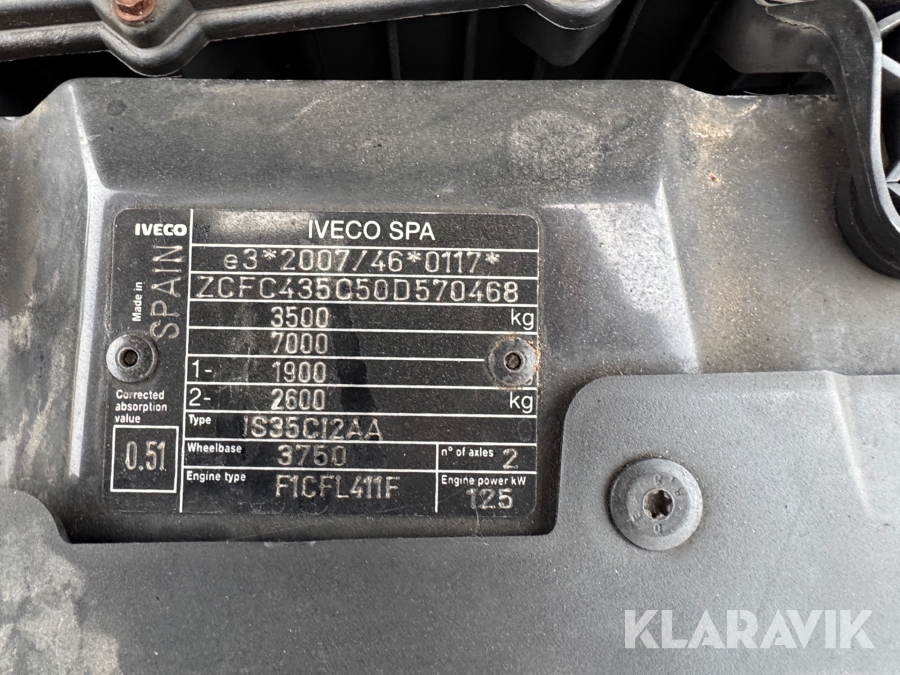 IVECO
IVECO SPA
Made in
SPAIN
e3*2007/46*0117*
ZCFC435C50D570468
3500 kg
7000
1- 1900
2- 2600 kg
Type IS35CI2AA
Wheelbase 3750
n° of axles 2
Engine type F1CFL411F
Engine power kW
125
Corrected
absorption
value
0.51
KLARAVIK